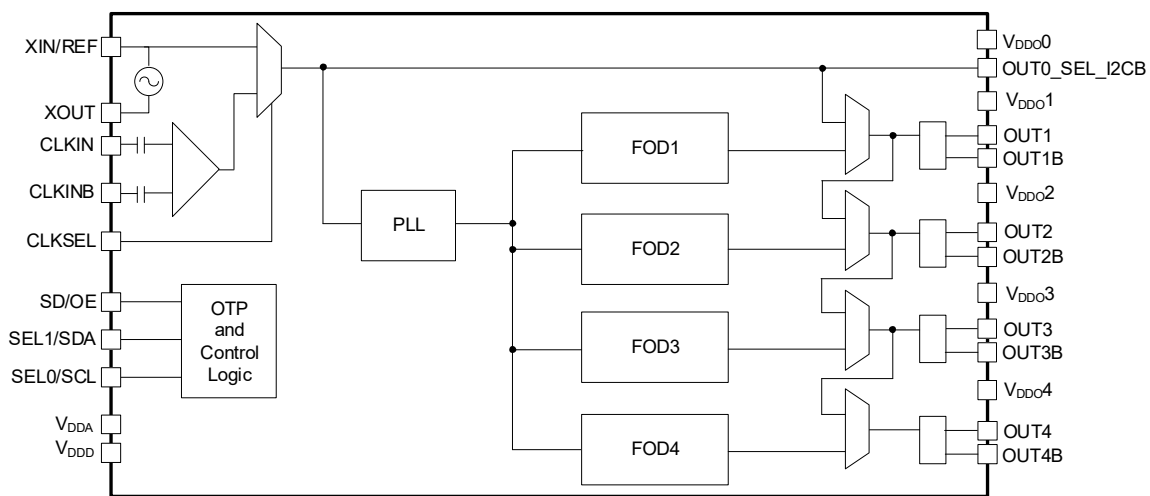 XIN/REF
XOUT
CLKIN
CLKINB
CLKSEL
SD/OE
SEL1/SDA
SEL0/SCL
VDDA
VDDD
OTP
and
Control
Logic
PLL
FOD1
FOD2
FOD3
FOD4
VDDO0
OUT0_SEL_I2CB
VDDO1
OUT1
OUT1B
VDDO2
OUT2
OUT2B
VDDO3
OUT3
OUT3B
VDDO4
OUT4
OUT4B